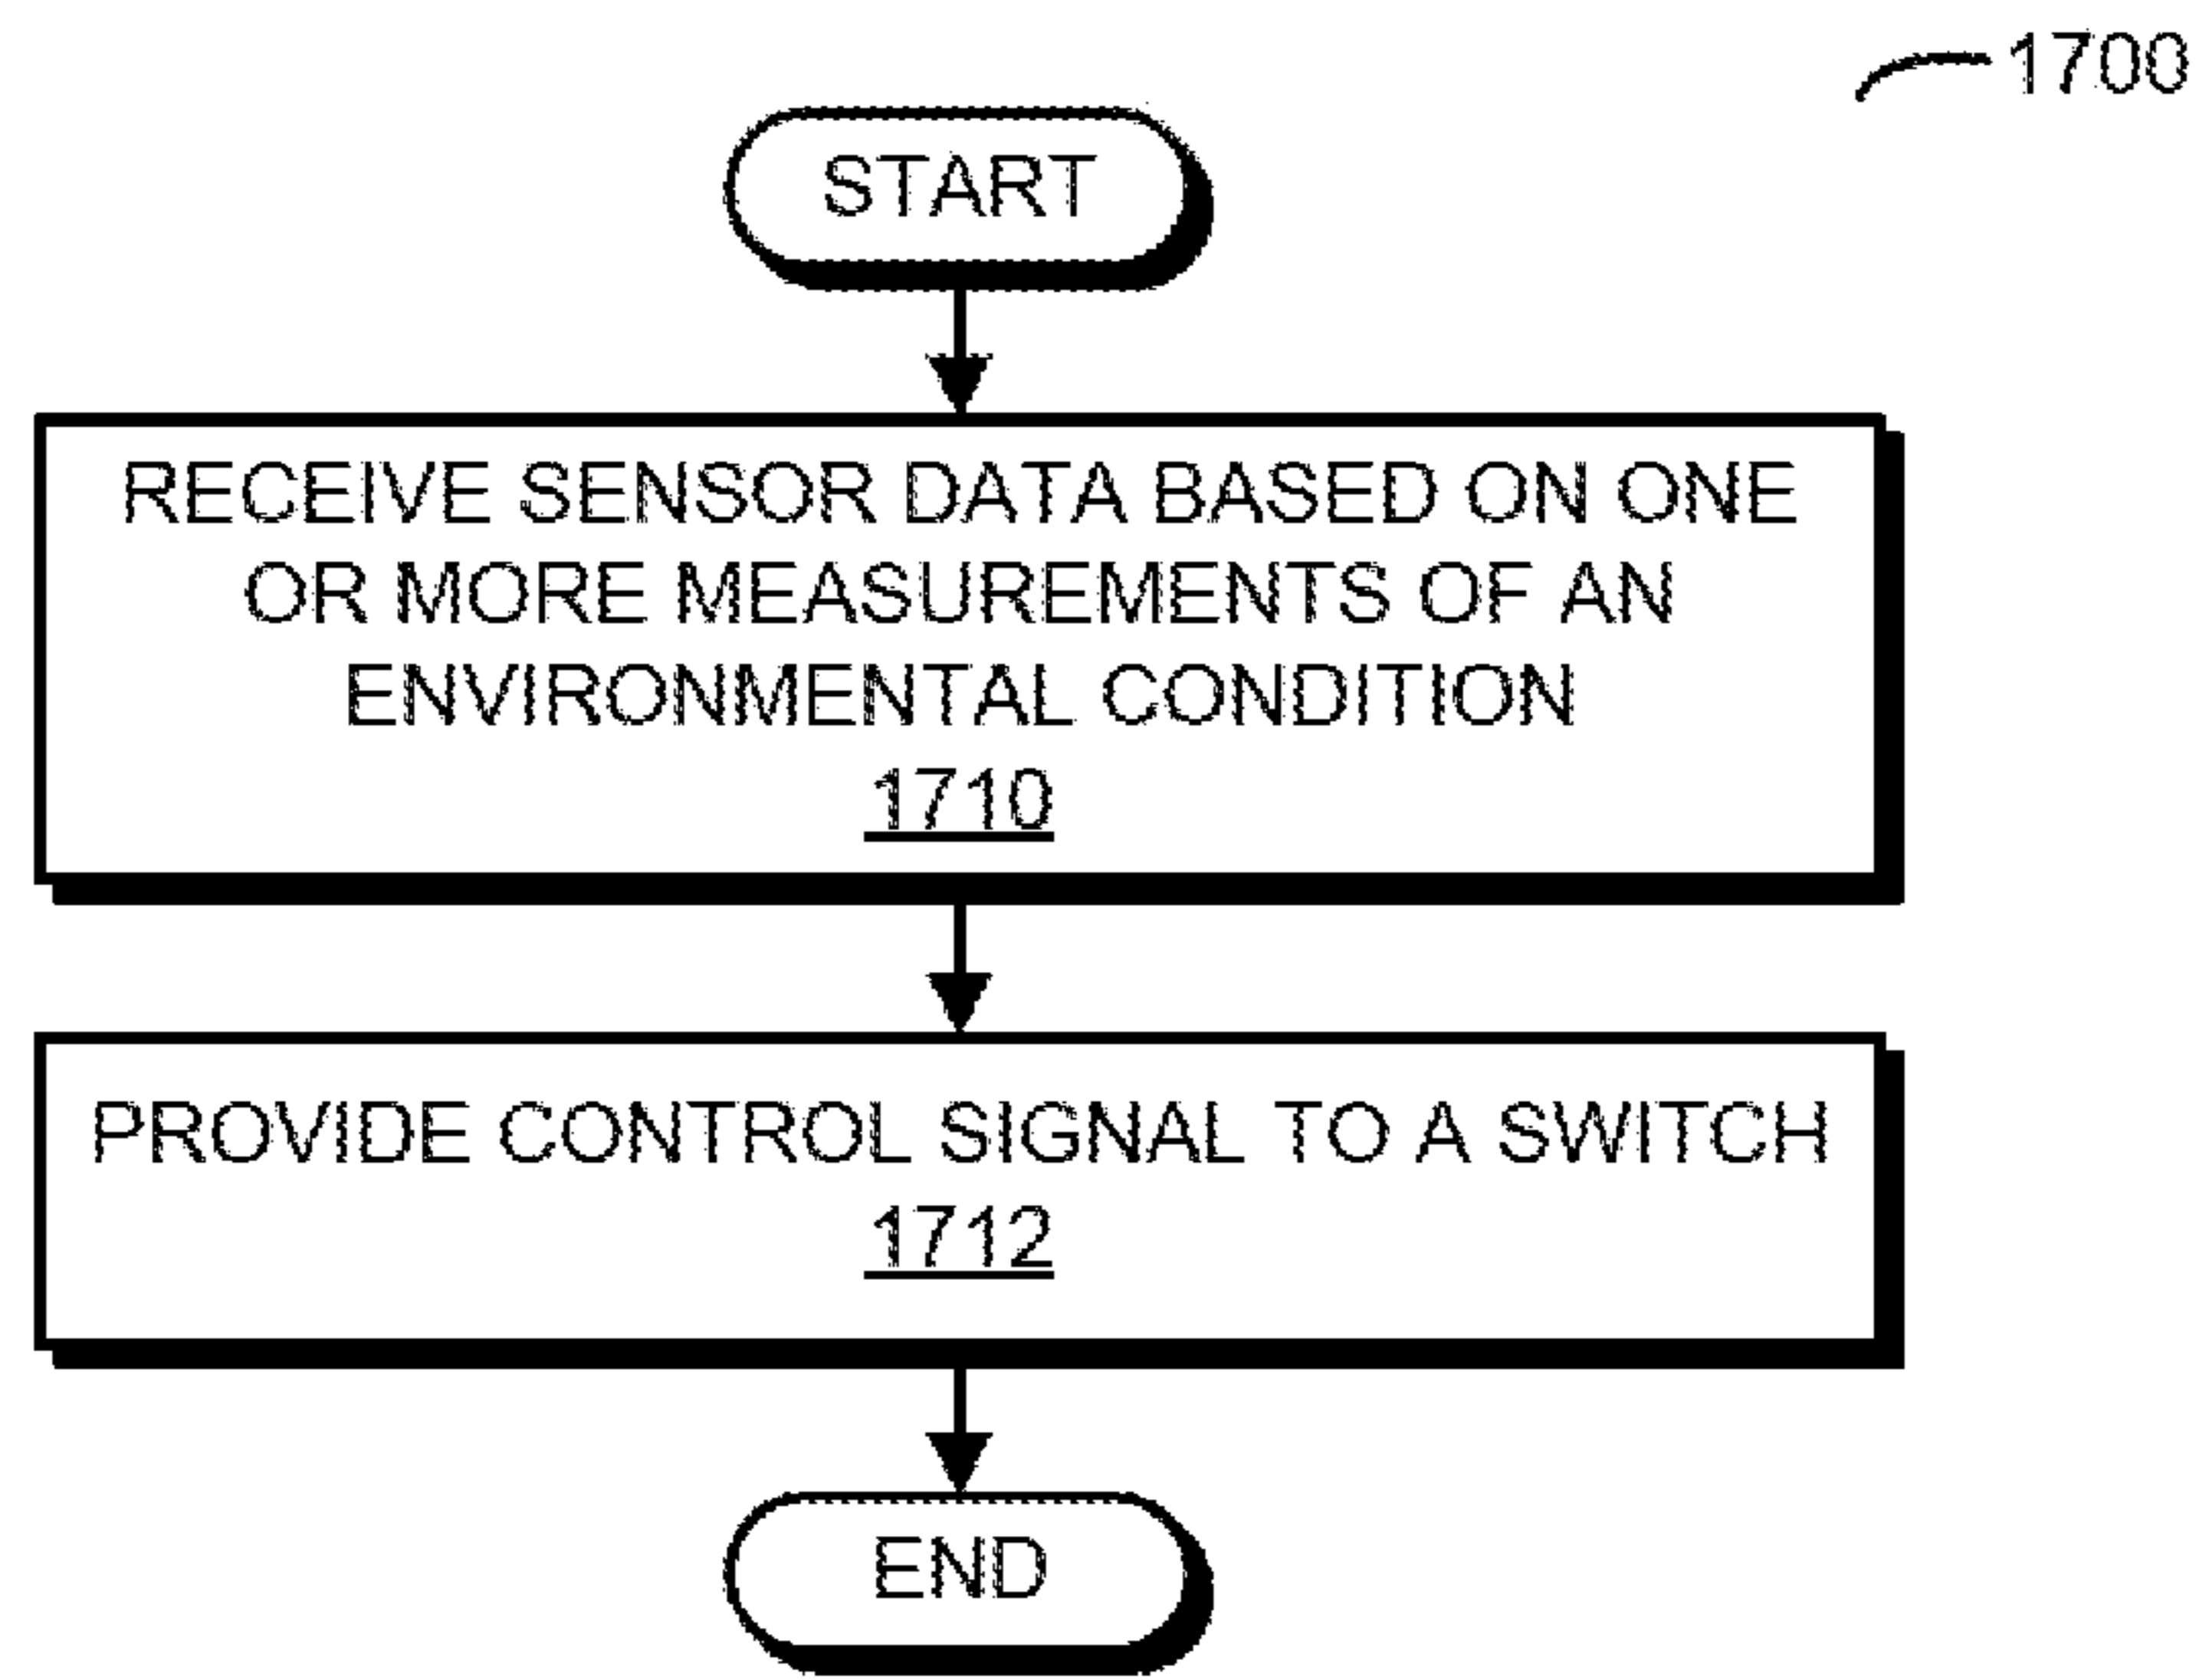 1700
START
RECEIVE SENSOR DATA BASED ON ONE
OR MORE MEASUREMENTS OF AN
ENVIRONMENTAL CONDITION
1710
PROVIDE CONTROL SIGNAL TO A SWITCH
1712
END